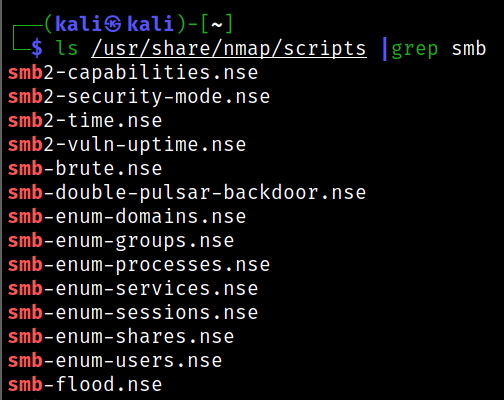 ┌──(kali㉿kali)-[~]
└─$ ls /usr/share/nmap/scripts |grep smb
smb2-capabilities.nse
smb2-security-mode.nse
smb2-time.nse
smb2-vuln-uptime.nse
smb-brute.nse
smb-double-pulsar-backdoor.nse
smb-enum-domains.nse
smb-enum-groups.nse
smb-enum-processes.nse
smb-enum-services.nse
smb-enum-sessions.nse
smb-enum-shares.nse
smb-enum-users.nse
smb-flood.nse